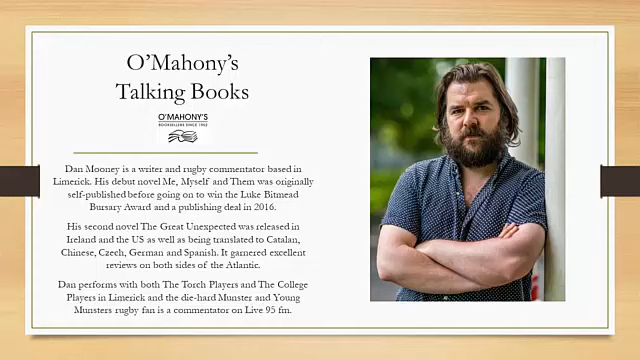 O’Mahony’s
Talking Books
O'MAHONY'S
BOOKSELLERS SINCE 1902
Dan Mooney is a writer and rugby commentator based in
Limerick. His debut novel Me, Myself and Them was originally
self-published before going on to win the Luke Bitmead
Bursary Award and a publishing deal in 2016.
His second novel The Great Unexpected was released in
Ireland and the US as well as being translated to Catalan,
Chinese, Czech, German and Spanish. It garnered excellent
reviews on both sides of the Atlantic.
Dan performs with both The Torch Players and The College
Players in Limerick and the die-hard Munster and Young
Munsters rugby fan is a commentator on Live 95 fm.